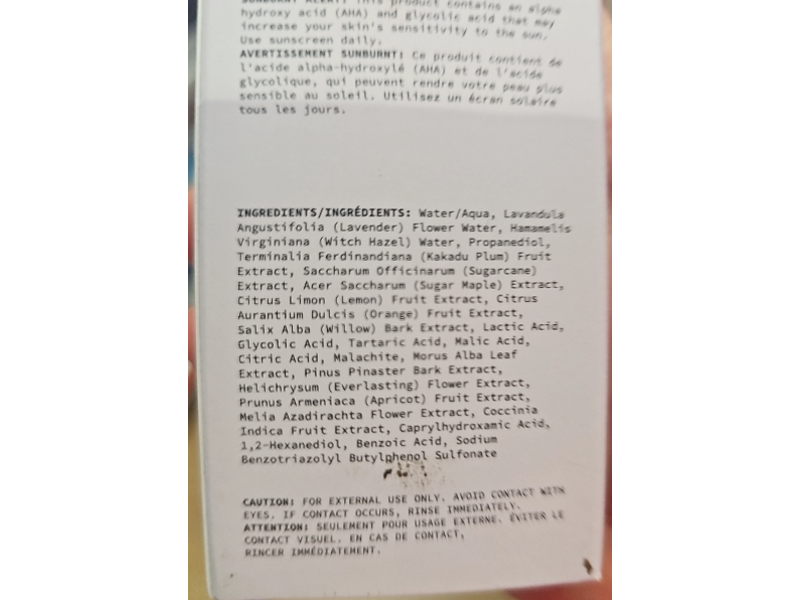 SUNBURN ALERT: This product contains an alpha
hydroxy acid (AHA) and glycolic acid that may
increase your skin's sensitivity to the sun.
Use sunscreen daily.
AVERTISSEMENT SUNBURNT: Ce produit contient de
l'acide alpha-hydroxylé (AHA) et de l'acide
glycolique, qui peuvent rendre votre peau plus
sensible au soleil. Utilisez un écran solaire
tous les jours.
INGREDIENTS/INGRÉDIENTS: Water/Aqua, Lavandula
Angustifolia (Lavender) Flower Water, Hamamelis
Virginiana (Witch Hazel) Water, Propanediol,
Terminalia Ferdinandiana (Kakadu Plum) Fruit
Extract, Saccharum Officinarum (Sugarcane)
Extract, Acer Saccharum (Sugar Maple) Extract,
Citrus Limon (Lemon) Fruit Extract, Citrus
Aurantium Dulcis (Orange) Fruit Extract,
Salix Alba (Willow) Bark Extract, Lactic Acid,
Glycolic Acid, Tartaric Acid, Malic Acid,
Citric Acid, Malachite, Morus Alba Leaf
Extract, Pinus Pinaster Bark Extract,
Helichrysum (Everlasting) Flower Extract,
Prunus Armeniaca (Apricot) Fruit Extract,
Melia Azadirachta Flower Extract, Coccinia
Indica Fruit Extract, Caprylhydroxamic Acid,
1,2-Hexanediol, Benzoic Acid, Sodium
Benzotriazolyl Butylphenol Sulfonate
CAUTION: FOR EXTERNAL USE ONLY. AVOID CONTACT WITH
EYES. IF CONTACT OCCURS, RINSE IMMEDIATELY.
ATTENTION: SEULEMENT POUR USAGE EXTERNE. ÉVITER LE
CONTACT VISUEL. EN CAS DE CONTACT,
RINCER IMMÉDIATEMENT.